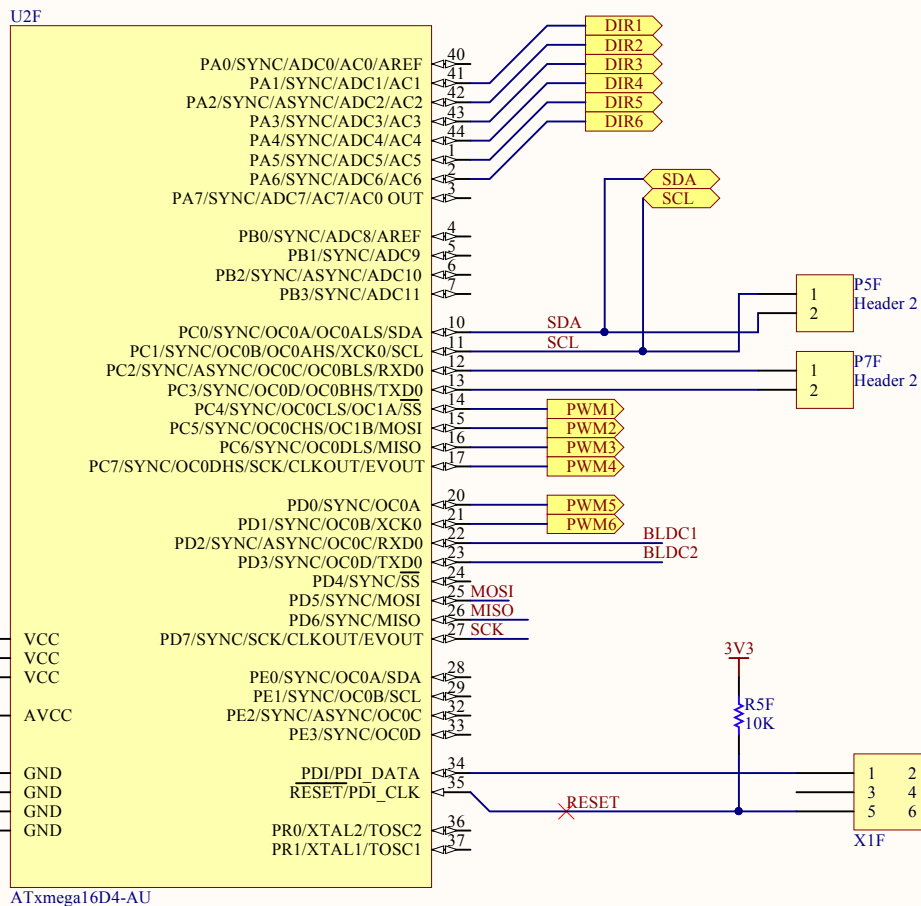 U2F
PA0/SYNC/ADC0/AC0/AREF 40
PA1/SYNC/ADC1/AC1 41 DIR1
PA2/SYNC/ASYNC/ADC2/AC2 42 DIR2
PA3/SYNC/ADC3/AC3 43 DIR3
PA4/SYNC/ADC4/AC4 44 DIR4
PA5/SYNC/ADC5/AC5 1 DIR5
PA6/SYNC/ADC6/AC6 2 DIR6
PA7/SYNC/ADC7/AC7/AC0 OUT 3
SDA
SCL
PB0/SYNC/ADC8/AREF 4
PB1/SYNC/ADC9 5
PB2/SYNC/ASYNC/ADC10 6
PB3/SYNC/ADC11 7
PC0/SYNC/OC0A/OC0ALS/SDA 10 SDA
PC1/SYNC/OC0B/OC0AHS/XCK0/SCL 11 SCL
PC2/SYNC/ASYNC/OC0C/OC0BLS/RXD0 12
PC3/SYNC/OC0D/OC0BHS/TXD0 13
PC4/SYNC/OC0CLS/OC1A/SS 14 PWM1
PC5/SYNC/OC0CHS/OC1B/MOSI 15 PWM2
PC6/SYNC/OC0DLS/MISO 16 PWM3
PC7/SYNC/OC0DHS/SCK/CLKOUT/EVOUT 17 PWM4
P5F
1 Header 2
2
P7F
1 Header 2
2
PD0/SYNC/OC0A 20 PWM5
PD1/SYNC/OC0B/XCK0 21 PWM6
PD2/SYNC/ASYNC/OC0C/RXD0 22 BLDC1
PD3/SYNC/OC0D/TXD0 23 BLDC2
PD4/SYNC/SS 24
PD5/SYNC/MOSI 25 MOSI
PD6/SYNC/MISO 26 MISO
VCC PD7/SYNC/SCK/CLKOUT/EVOUT 27 SCK
VCC
VCC PE0/SYNC/OC0A/SDA 28
PE1/SYNC/OC0B/SCL 29
AVCC PE2/SYNC/ASYNC/OC0C 32
PE3/SYNC/OC0D 33
3V3
R5F
10K
GND PDI/PDI_DATA 34
GND RESET/PDI_CLK 35 RESET
GND
GND PR0/XTAL2/TOSC2 36
PR1/XTAL1/TOSC1 37
1 2
3 4
5 6
X1F
ATxmega16D4-AU